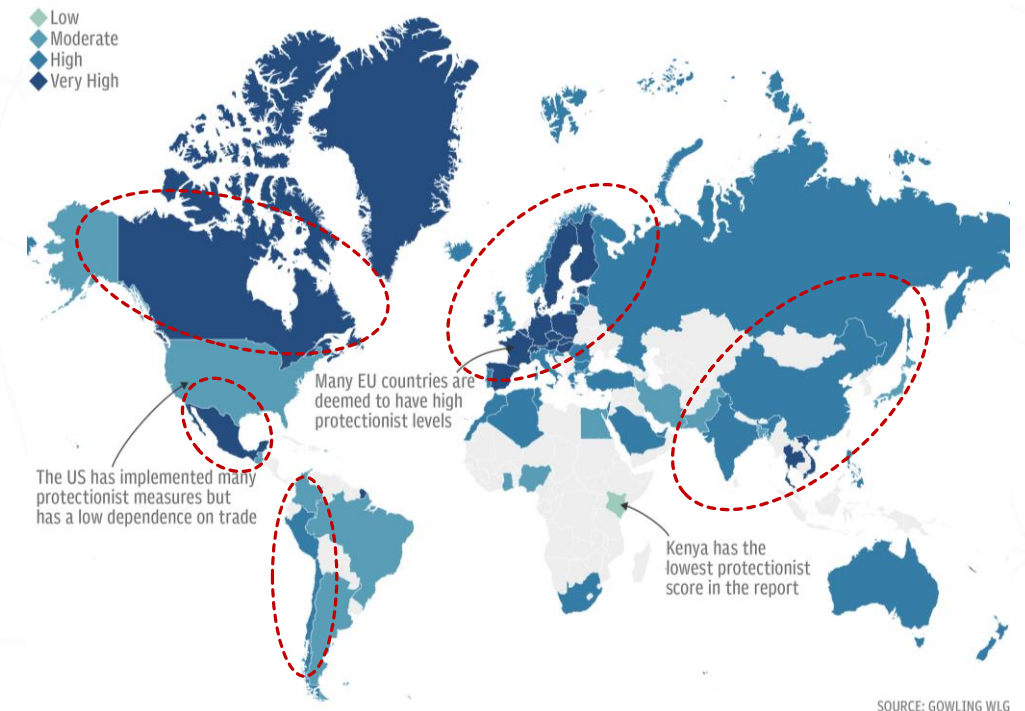 Low
Moderate
High
Very High
Many EU countries are
deemed to have high
protectionist levels
The US has implemented many
protectionist measures but
has a low dependence on trade
Kenya has the
lowest protectionist
score in the report
SOURCE: GOWLING WLG